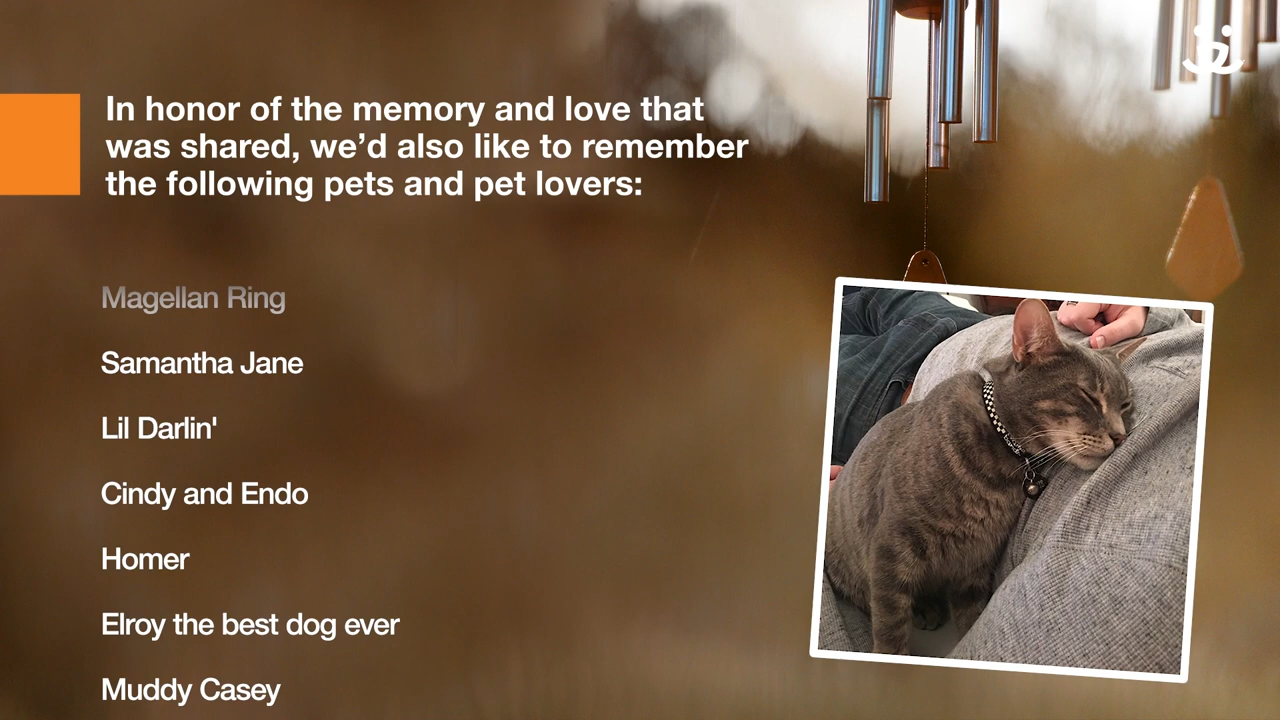 In honor of the memory and love that
was shared, we’d also like to remember
the following pets and pet lovers:
Magellan Ring
Samantha Jane
Lil Darlin'
Cindy and Endo
Homer
Elroy the best dog ever
Muddy Casey